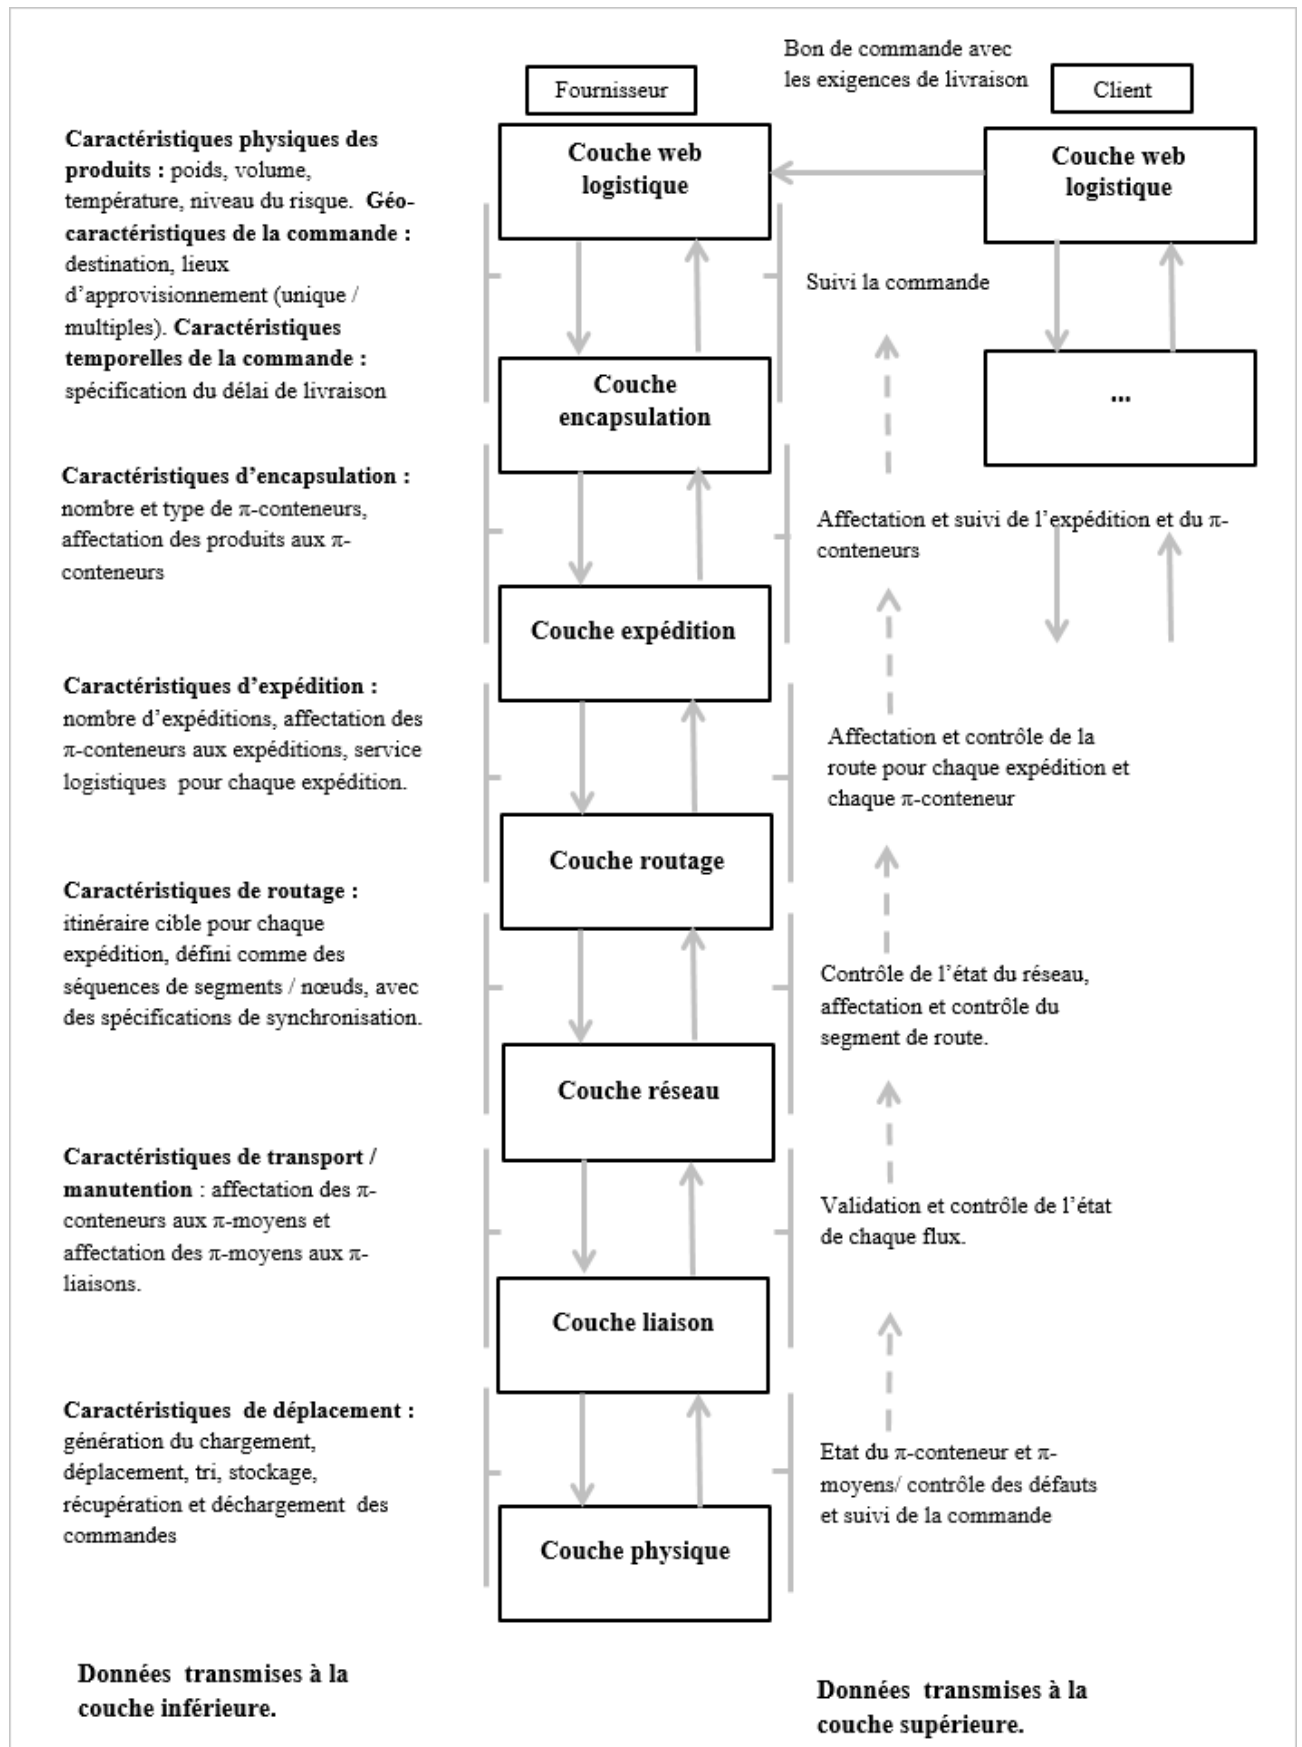 Bon de commande avec
les exigences de livraison
Fournisseur
Client
Caractéristiques physiques des
produits : poids, volume,
température, niveau du risque. Géo-
caractéristiques de la commande :
destination, lieux
d’approvisionnement (unique /
multiples). Caractéristiques
temporelles de la commande :
spécification du délai de livraison
Couche web
logistique
Couche web
logistique
Suivi la commande
Couche
encapsulation
...
Caractéristiques d’encapsulation :
nombre et type de π-conteneurs,
affectation des produits aux π-
conteneurs
Affectation et suivi de l’expédition et du π-
conteneurs
Couche expédition
Caractéristiques d’expédition :
nombre d’expéditions, affectation des
π-conteneurs aux expéditions, service
logistiques pour chaque expédition.
Affectation et contrôle de la
route pour chaque expédition et
chaque π-conteneur
Couche routage
Caractéristiques de routage :
itinéraire cible pour chaque
expédition, défini comme des
séquences de segments / nœuds, avec
des spécifications de synchronisation.
Contrôle de l’état du réseau,
affectation et contrôle du
segment de route.
Couche réseau
Caractéristiques de transport /
manutention : affectation des π-
conteneurs aux π-moyens et
affectation des π-moyens aux π-
liaisons.
Validation et contrôle de l’état
de chaque flux.
Couche liaison
Caractéristiques de déplacement :
génération du chargement,
déplacement, tri, stockage,
récupération et déchargement des
commandes
Etat du π-conteneur et π-
moyens/ contrôle des défauts
et suivi de la commande
Couche physique
Données transmises à la
couche inférieure.
Données transmises à la
couche supérieure.